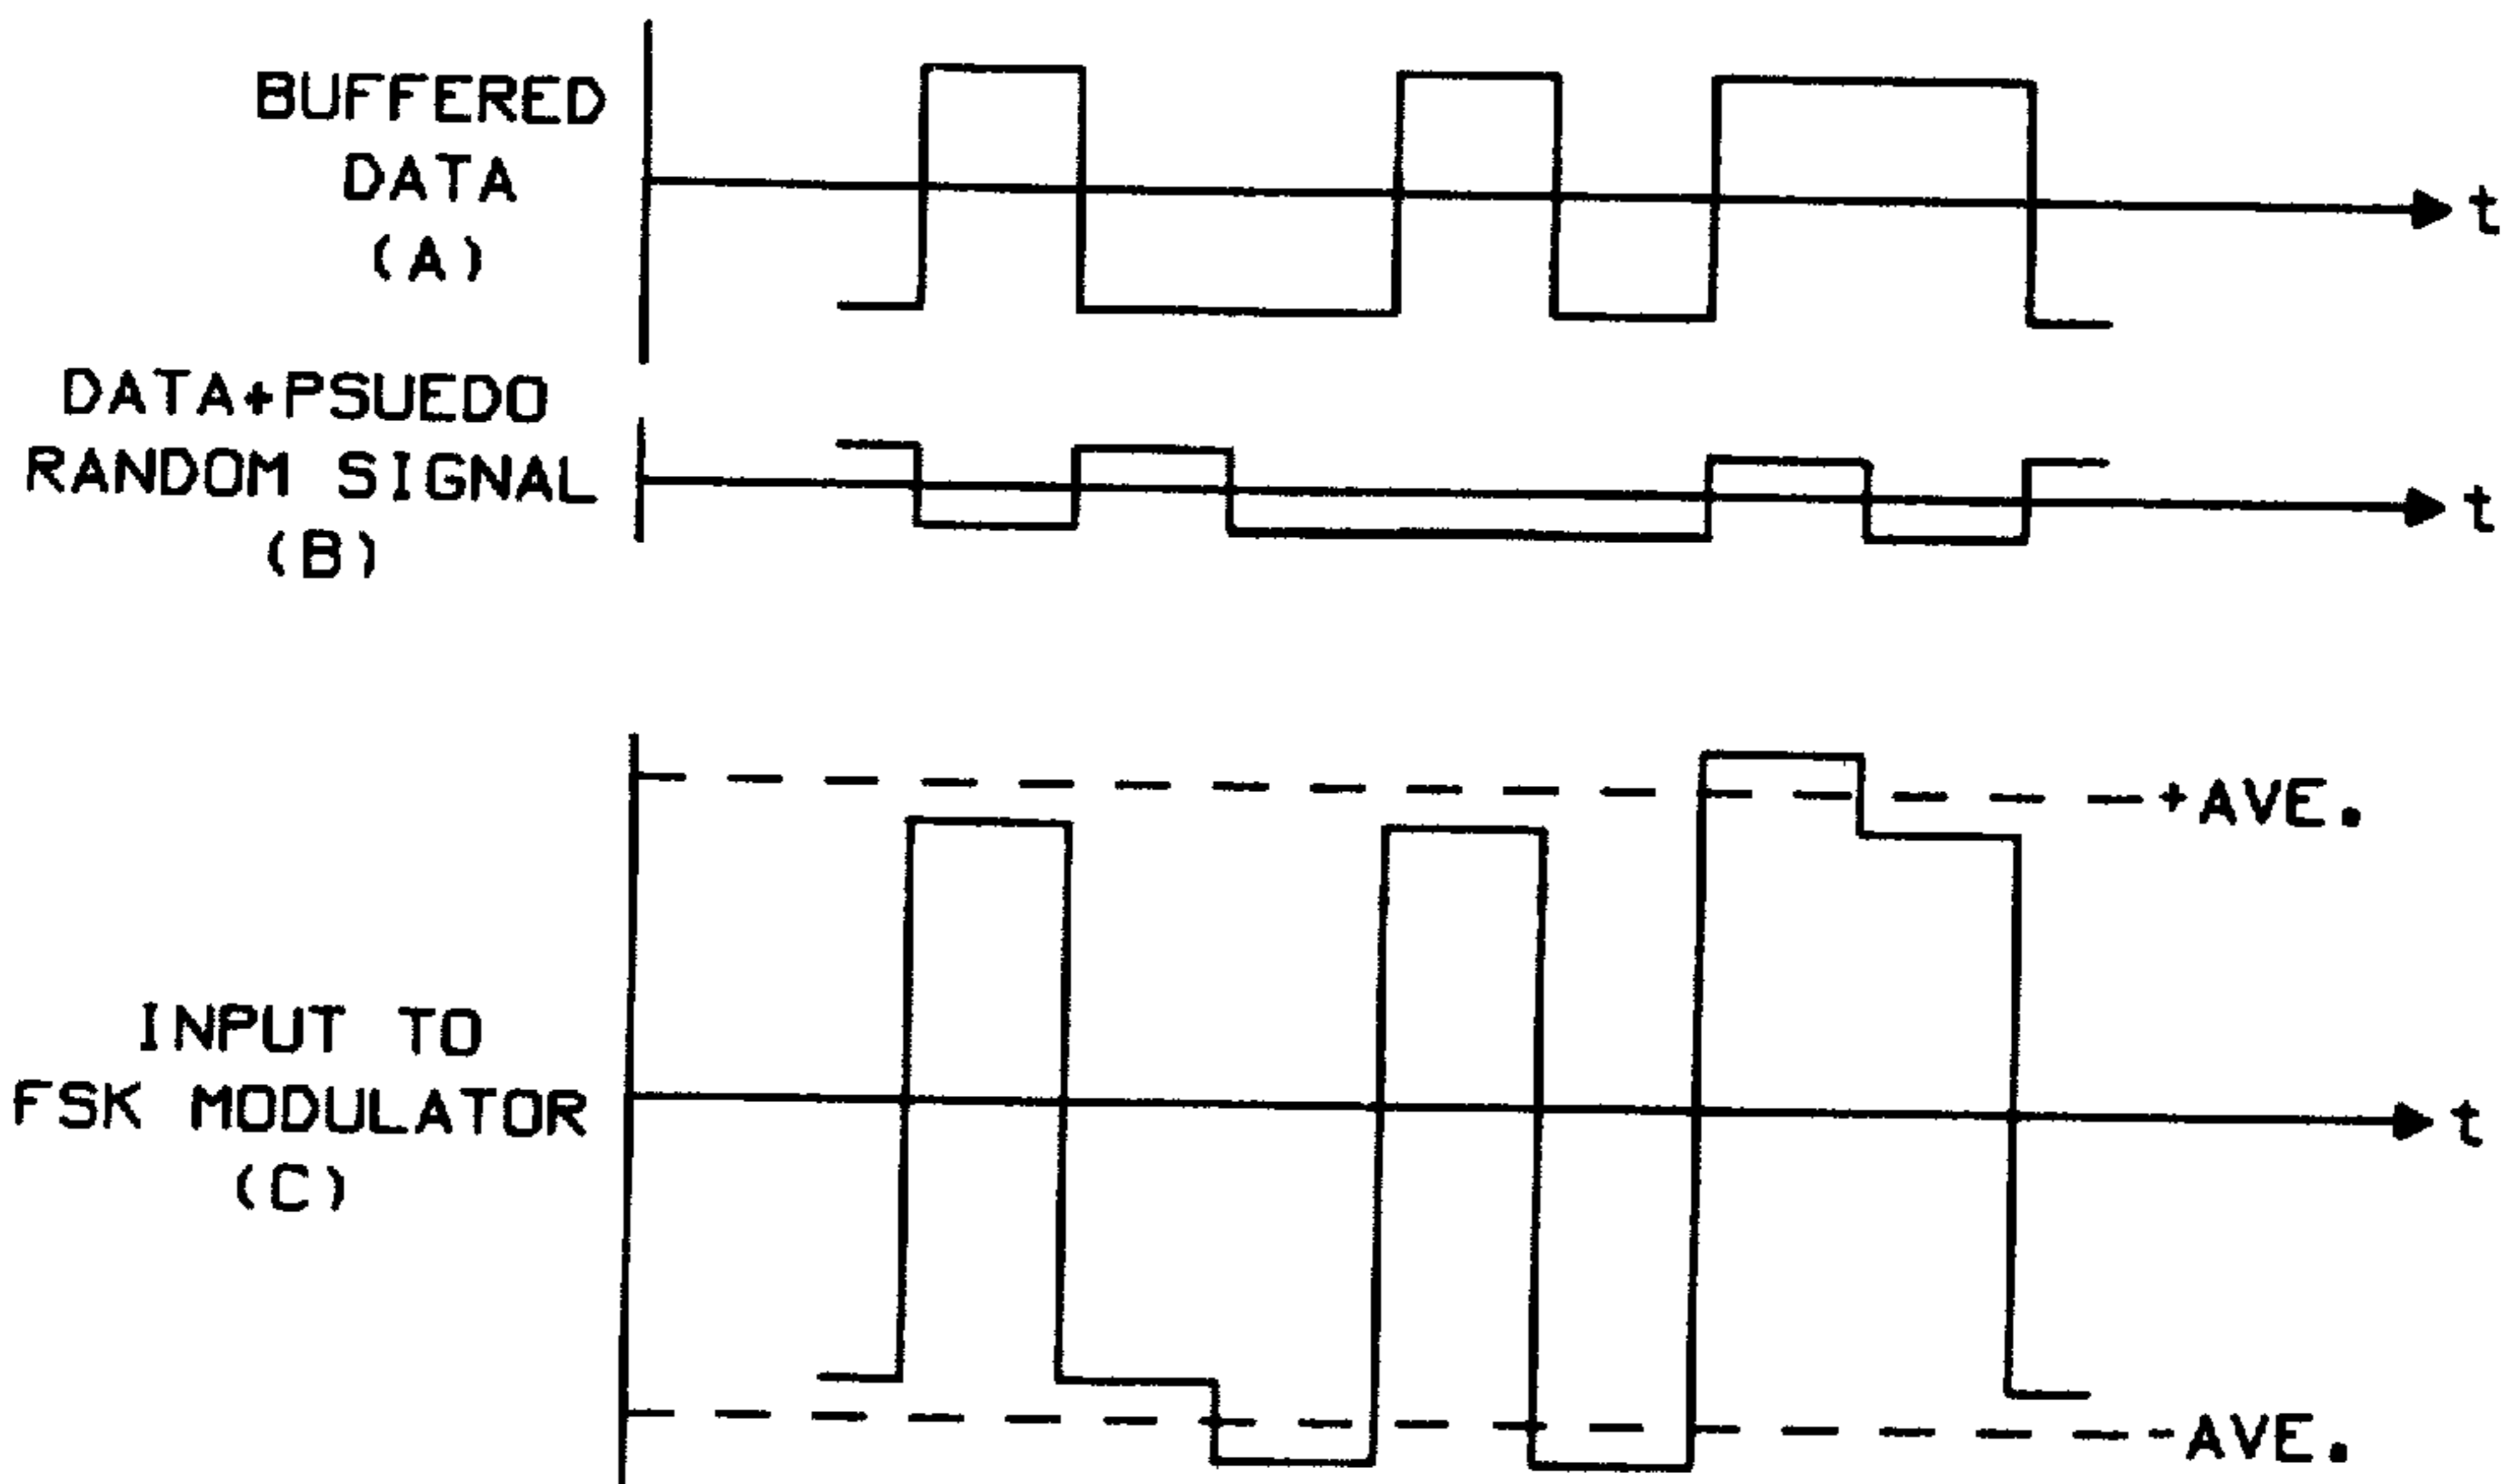 BUFFERED
DATA
(A)
t
DATA+PSUEDO
RANDOM SIGNAL
(B)
t
+AVE.
INPUT TO
FSK MODULATOR
(C)
t
-AVE.